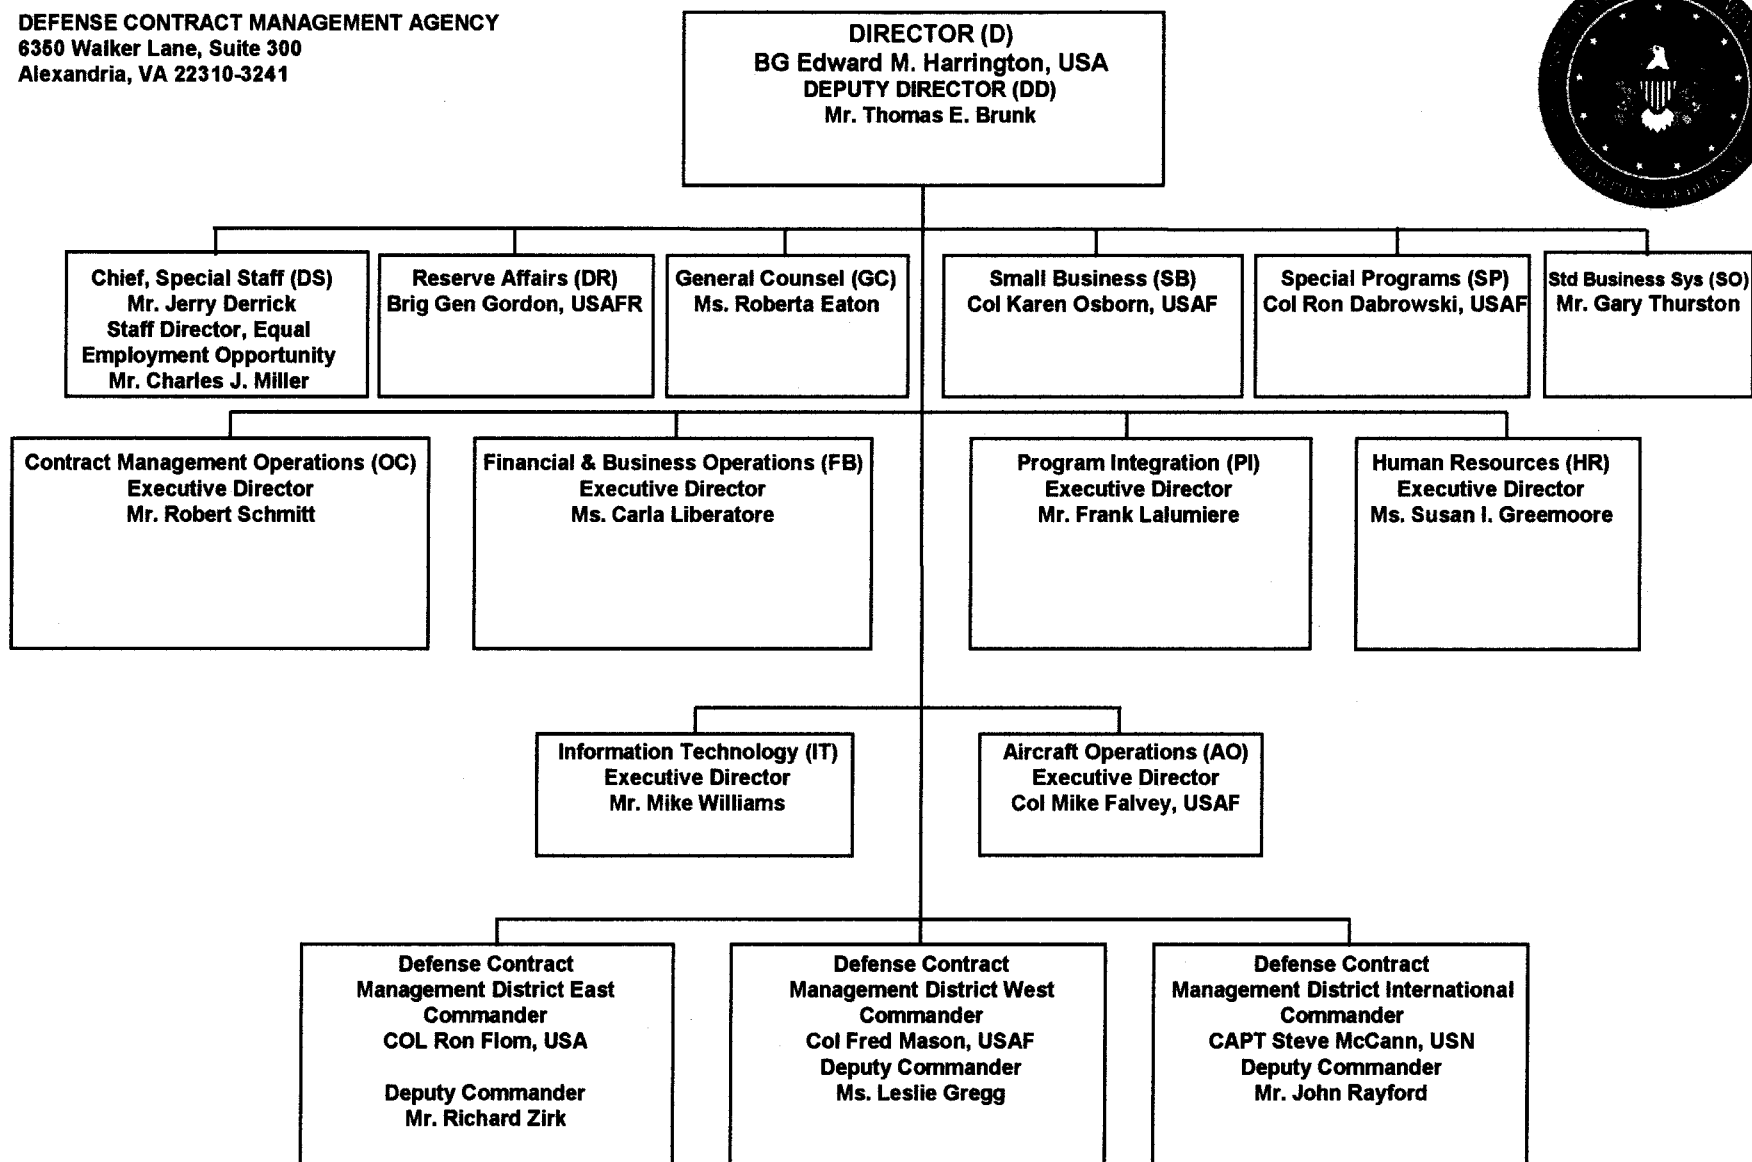 DEFENSE CONTRACT MANAGEMENT AGENCY
6350 Walker Lane, Suite 300
Alexandria, VA 22310-3241
DIRECTOR (D)
BG Edward M. Harrington, USA
DEPUTY DIRECTOR (DD)
Mr. Thomas E. Brunk
Chief, Special Staff (DS)
Mr. Jerry Derrick
Staff Director, Equal
Employment Opportunity
Mr. Charles J. Miller
Reserve Affairs (DR)
Brig Gen Gordon, USAFR
General Counsel (GC)
Ms. Roberta Eaton
Small Business (SB)
Col Karen Osborn, USAF
Special Programs (SP)
Col Ron Dabrowski, USAF
Std Business Sys (SO)
Mr. Gary Thurston
Contract Management Operations (OC)
Executive Director
Mr. Robert Schmitt
Financial & Business Operations (FB)
Executive Director
Ms. Carla Liberatore
Program Integration (PI)
Executive Director
Mr. Frank Lalumiere
Human Resources (HR)
Executive Director
Ms. Susan I. Greemoore
Information Technology (IT)
Executive Director
Mr. Mike Williams
Aircraft Operations (AO)
Executive Director
Col Mike Falvey, USAF
Defense Contract
Management District East
Commander
COL Ron Flom, USA
Deputy Commander
Mr. Richard Zirk
Defense Contract
Management District West
Commander
Col Fred Mason, USAF
Deputy Commander
Ms. Leslie Gregg
Defense Contract
Management District International
Commander
CAPT Steve McCann, USN
Deputy Commander
Mr. John Rayford